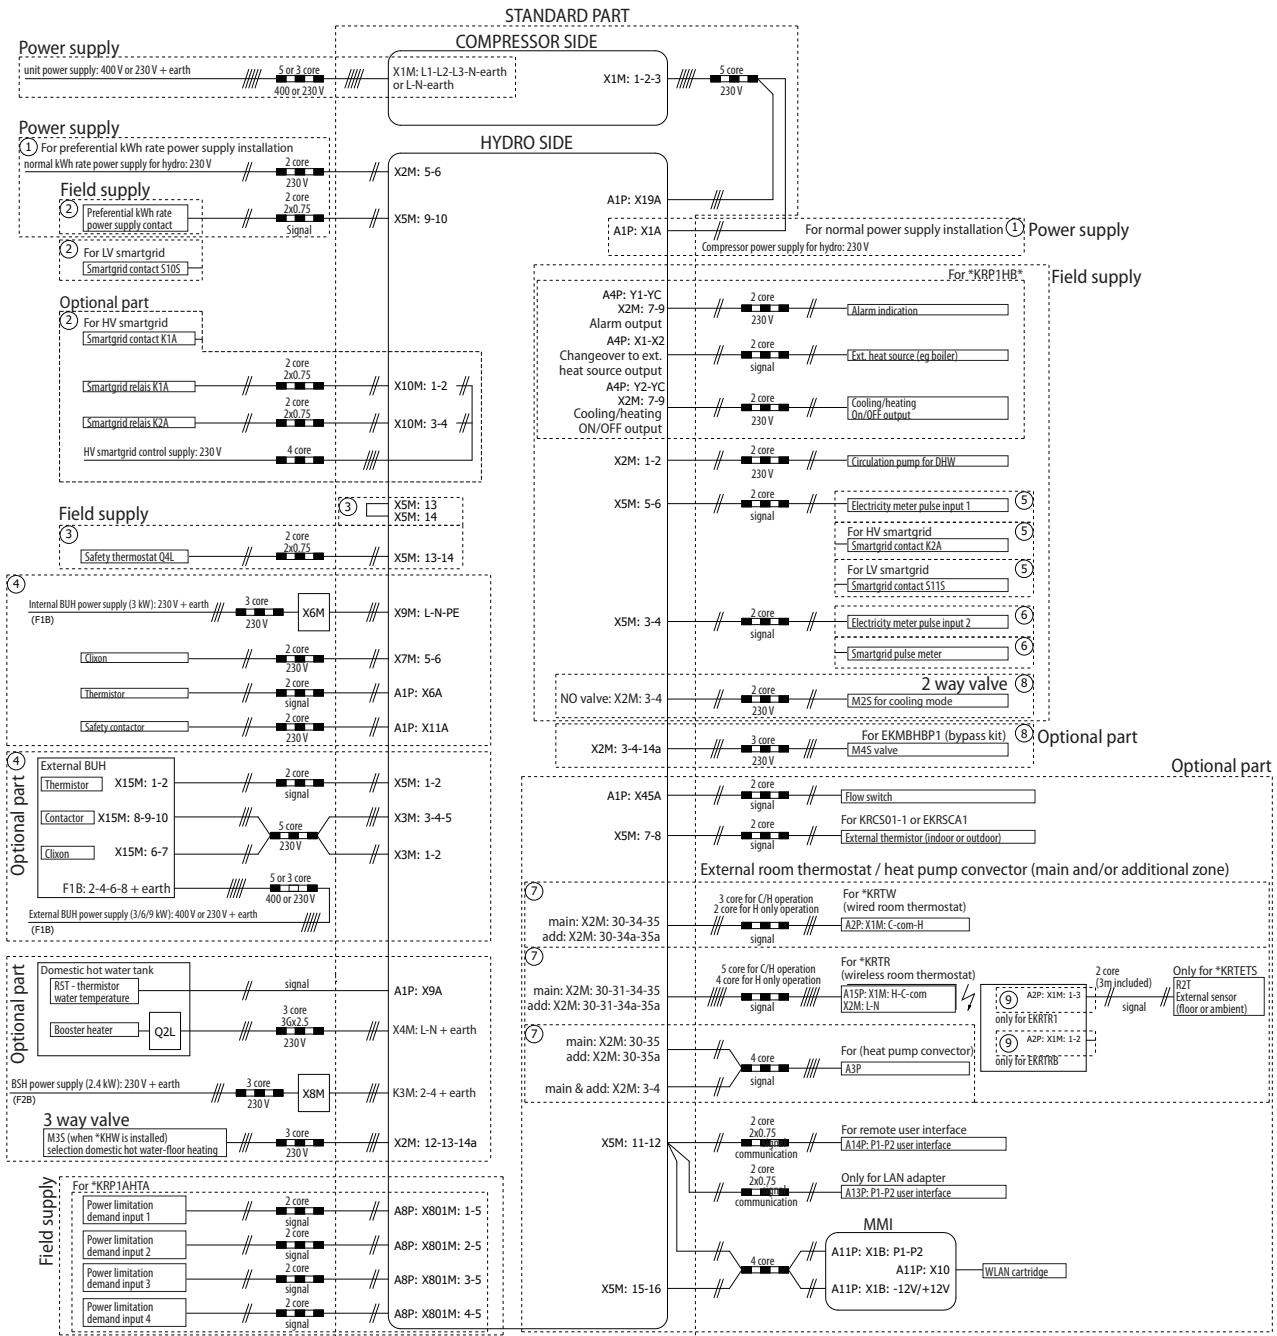 STANDARD PART
COMPRESSOR SIDE
Power supply
unit power supply: 400 V or 230 V + earth
5 or 3 core
400 or 230 V
X1M: L1-L2-L3-N-earth
or L-N-earth
X1M: 1-2-3
5 core
230 V
Power supply
1 For preferential kWh rate power supply installation
normal kWh rate power supply for hydro: 230 V
2 core
230 V
HYDRO SIDE
X2M: 5-6
Field supply
2
Preferential kWh rate
power supply contact
2 core
2x0.75
Signal
X5M: 9-10
A1P: X19A
A1P: X1A
For normal power supply installation 1
Power supply
Compressor power supply for hydro: 230 V
2
For LV smartgrid
Smartgrid contact S10S
Optional part
2
For HV smartgrid
Smartgrid contact K1A
Smartgrid relais K1A
2 core
2x0.75
X10M: 1-2
Smartgrid relais K2A
2 core
2x0.75
X10M: 3-4
HV smartgrid control supply: 230 V
4 core
For *KRP1HB*
Field supply
A4P: Y1-YC
X2M: 7-9
Alarm output
2 core
230 V
Alarm indication
A4P: X1-X2
Changeover to ext.
heat source output
2 core
signal
Ext. heat source (eg boiler)
A4P: Y2-YC
X2M: 7-9
Cooling/heating
ON/OFF output
2 core
230 V
Cooling/heating
On/OFF output
X2M: 1-2
2 core
230 V
Circulation pump for DHW
3
X5M: 13
X5M: 14
Field supply
3
Safety thermostat Q4L
2 core
2x0.75
X5M: 13-14
X5M: 5-6
2 core
signal
Electricity meter pulse input 1
5
For HV smartgrid
Smartgrid contact K2A
5
For LV smartgrid
Smartgrid contact S11S
5
X5M: 3-4
2 core
signal
Electricity meter pulse input 2
6
Smartgrid pulse meter
6
4
Internal BUH power supply (3 kW): 230 V + earth
(F1B)
3 core
230 V
X6M
X9M: L-N-PE
Clixon
2 core
230 V
X7M: 5-6
Thermistor
2 core
signal
A1P: X6A
Safety contactor
2 core
230 V
A1P: X11A
2 way valve 8
NO valve: X2M: 3-4
2 core
230 V
M2S for cooling mode
For EKMBHBP1 (bypass kit) 8
Optional part
X2M: 3-4-14a
3 core
230 V
M4S valve
4
Optional part
External BUH
Thermistor
X15M: 1-2
2 core
signal
X5M: 1-2
Contactor
X15M: 8-9-10
5 core
230 V
X3M: 3-4-5
Clixon
X15M: 6-7
X3M: 1-2
F1B: 2-4-6-8 + earth
5 or 3 core
400 or 230 V
External BUH power supply (3/6/9 kW): 400 V or 230 V + earth
(F1B)
Optional part
A1P: X45A
2 core
signal
Flow switch
For KRCS01-1 or EKRSCA1
X5M: 7-8
2 core
signal
External thermistor (indoor or outdoor)
External room thermostat / heat pump convector (main and/or additional zone)
7
main: X2M: 30-34-35
add: X2M: 30-34a-35a
3 core for C/H operation
2 core for H only operation
signal
For *KRTW
(wired room thermostat)
A2P: X1M: C-com-H
7
main: X2M: 30-31-34-35
add: X2M: 30-31-34a-35a
5 core for C/H operation
4 core for H only operation
signal
For *KRTR
(wireless room thermostat)
A15P: X1M: H-C-com
X2M: L-N
9
A2P: X1M: 1-3
only for EKRTR1
9
A2P: X1M: 1-2
only for EKRTRB
2 core
(3m included)
signal
Only for *KRTETS
R2T
External sensor
(floor or ambient)
7
main: X2M: 30-35
add: X2M: 30-35a
main & add: X2M: 3-4
4 core
signal
For (heat pump convector)
A3P
Optional part
Domestic hot water tank
R5T - thermistor
water temperature
signal
A1P: X9A
Booster heater
Q2L
3 core
3Gx2.5
230 V
X4M: L-N + earth
BSH power supply (2.4 kW): 230 V + earth
(F2B)
3 core
230 V
X8M
K3M: 2-4 + earth
3 way valve
M3S (when *KHW is installed)
selection domestic hot water-floor heating
3 core
230 V
X2M: 12-13-14a
X5M: 11-12
2 core
2x0.75
signal
communication
For remote user interface
A14P: P1-P2 user interface
2 core
2x0.75
signal
communication
Only for LAN adapter
A13P: P1-P2 user interface
Field supply
For *KRP1AHTA
Power limitation
demand input 1
2 core
signal
A8P: X801M: 1-5
Power limitation
demand input 2
2 core
signal
A8P: X801M: 2-5
Power limitation
demand input 3
2 core
signal
A8P: X801M: 3-5
Power limitation
demand input 4
2 core
signal
A8P: X801M: 4-5
MMI
A11P: X1B: P1-P2
A11P: X10
A11P: X1B: -12V/+12V
X5M: 15-16
4 core
WLAN cartridge